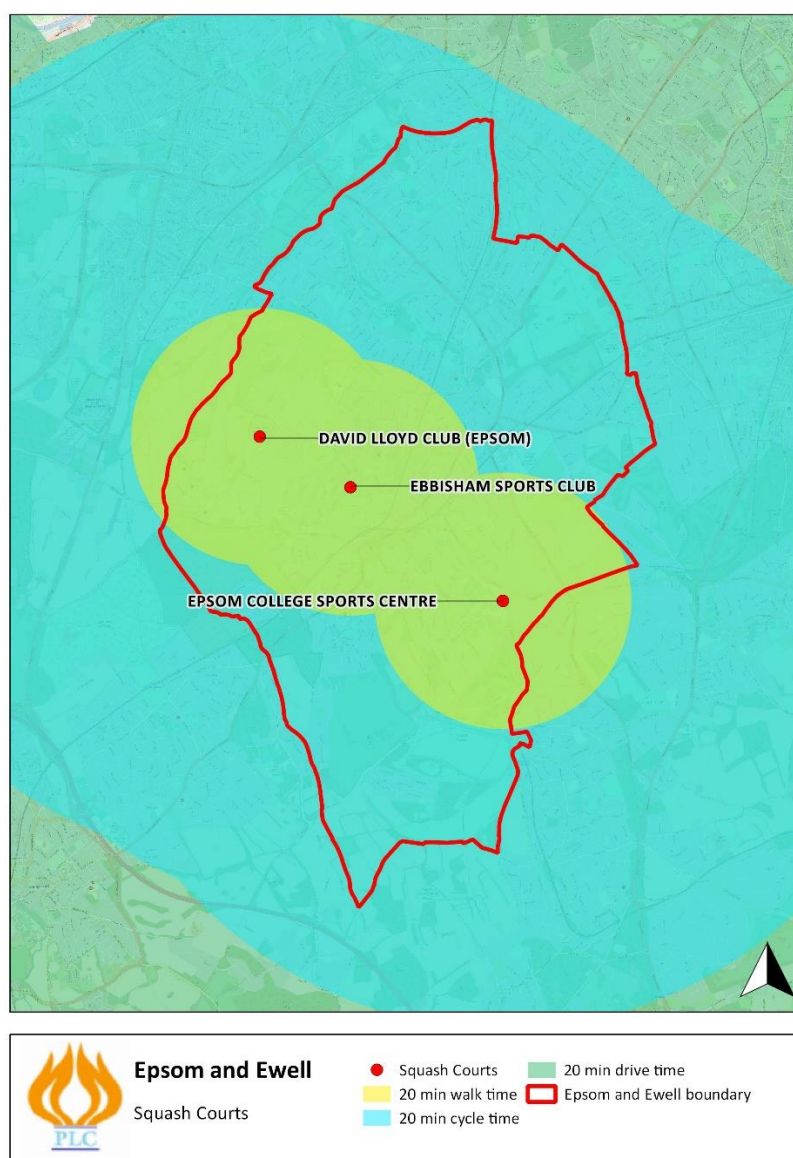 DAVID LLOYD CLUB (EPSOM)
EBBISHAM SPORTS CLUB
EPSOM COLLEGE SPORTS CENTRE
PLC
Epsom and Ewell
Squash Courts
Squash Courts
20 min walk time
20 min cycle time
20 min drive time
Epsom and Ewell boundary